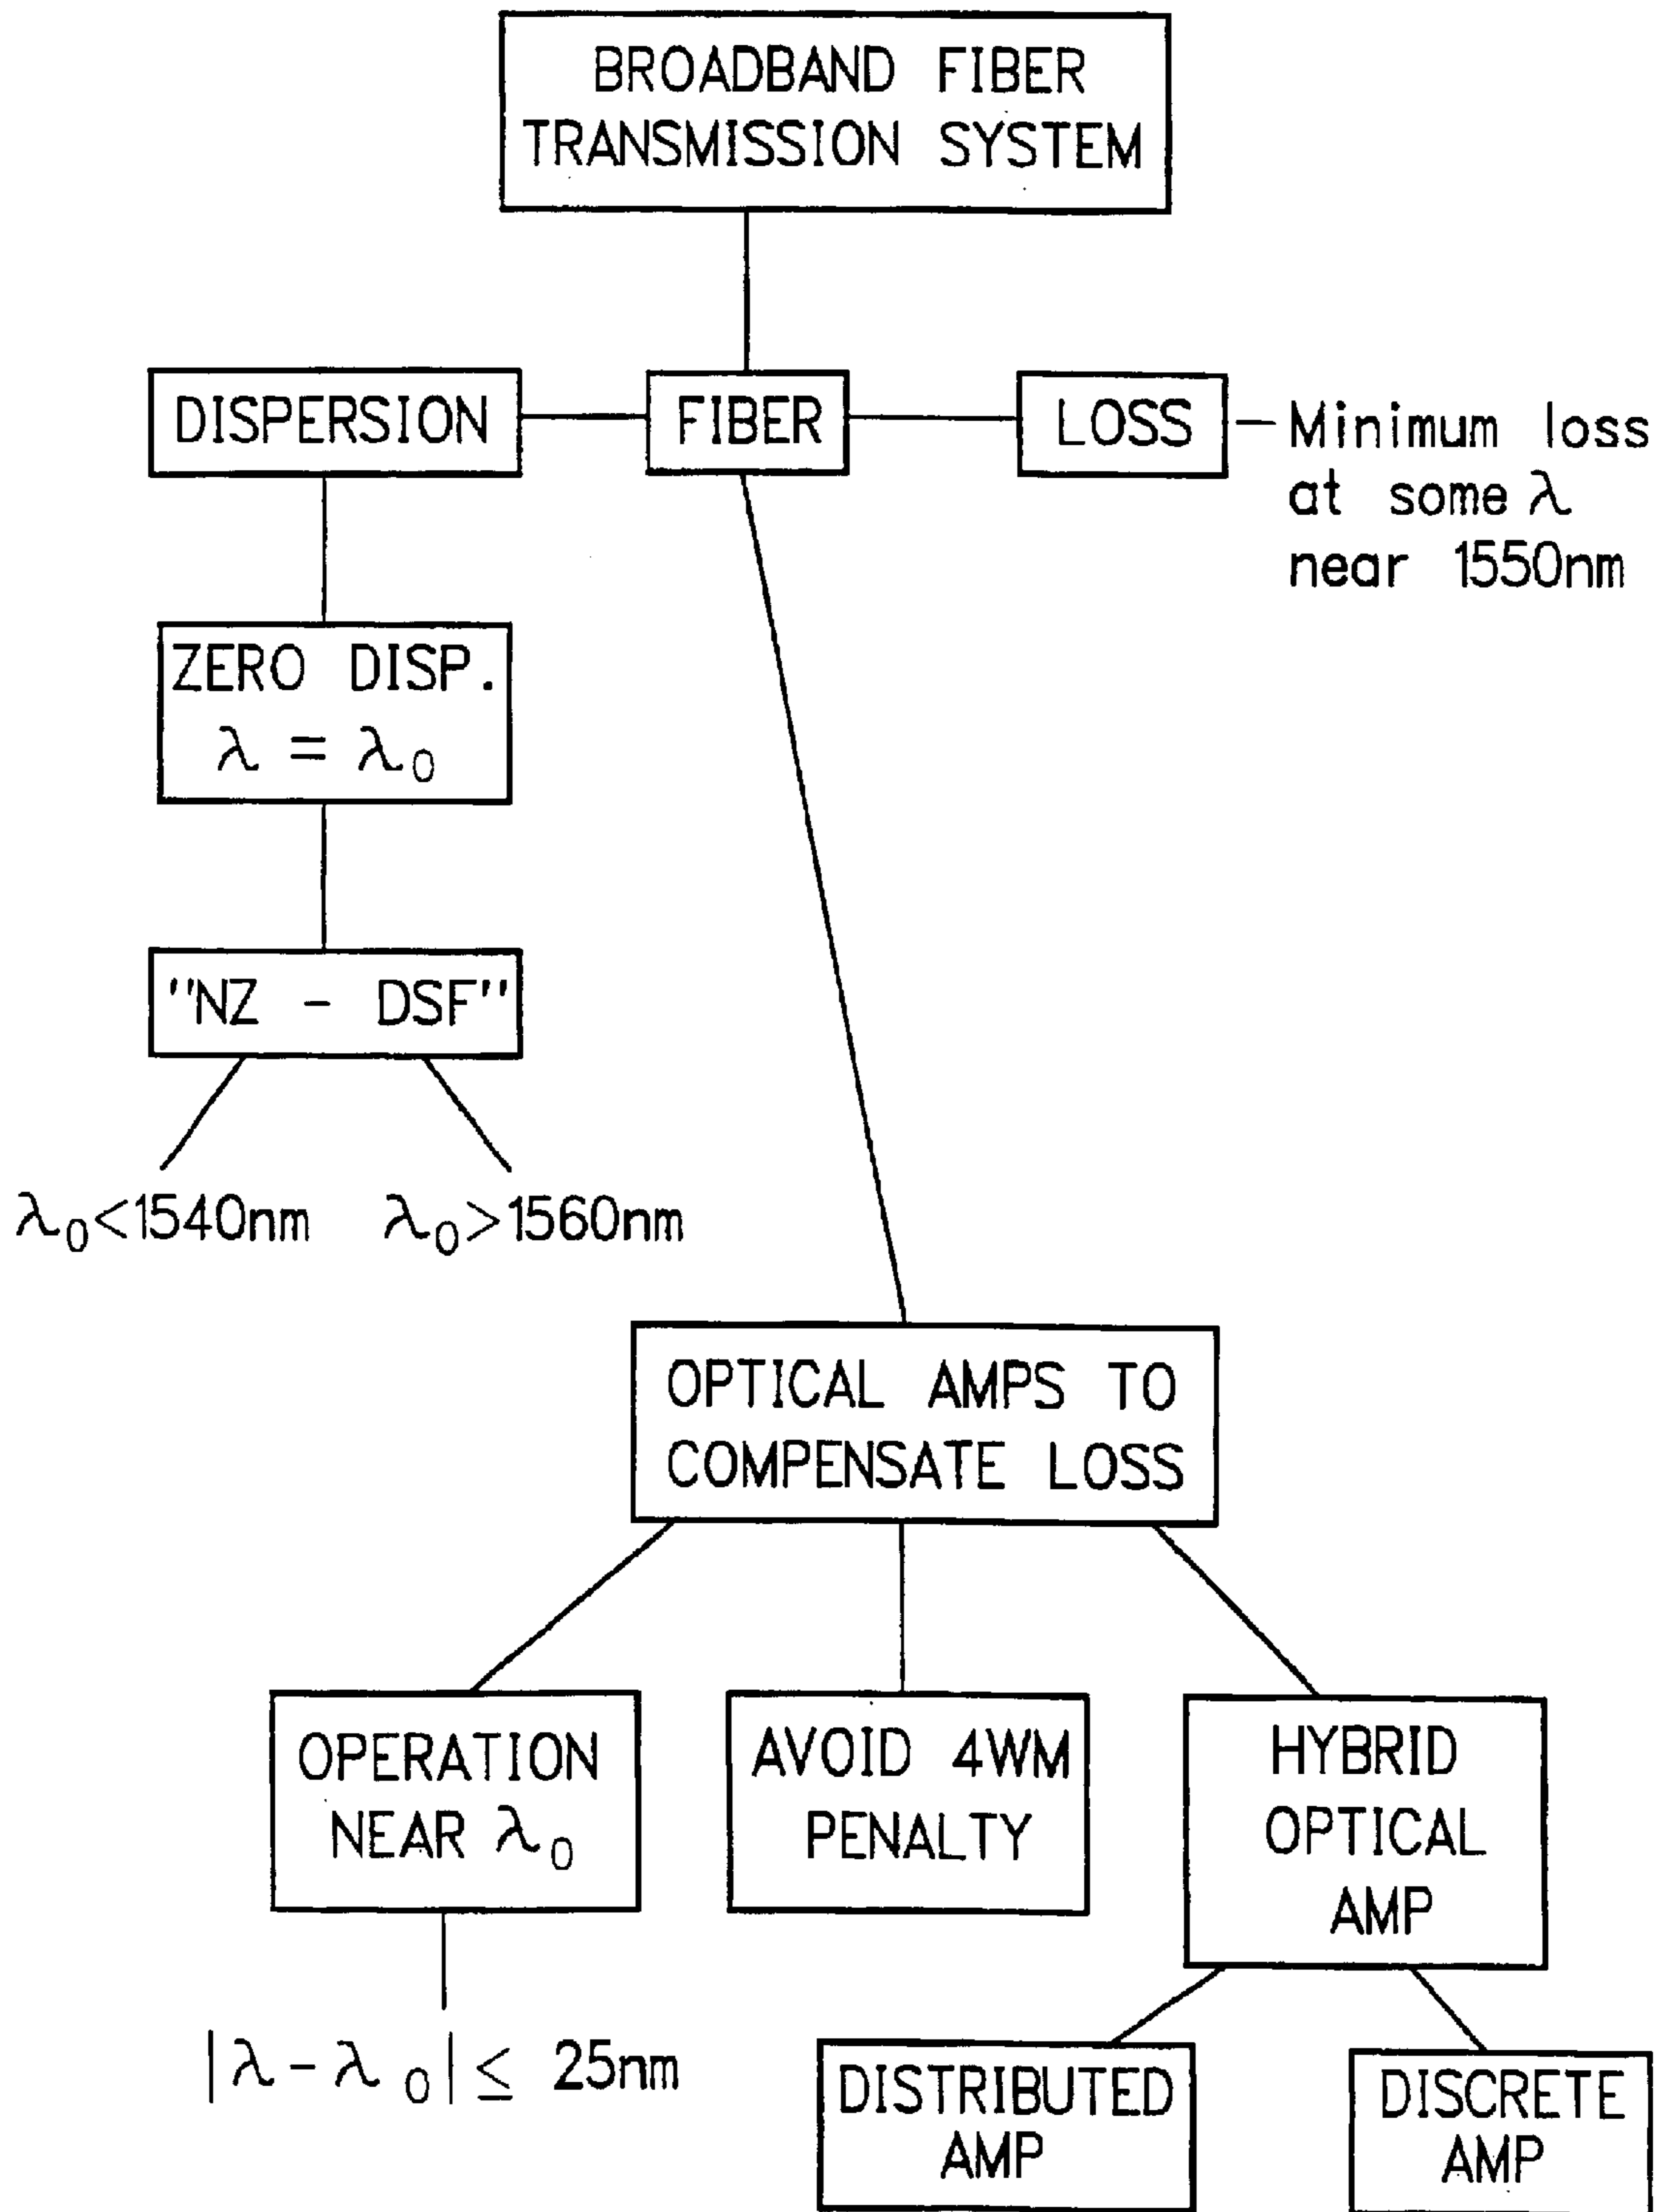 BROADBAND FIBER
TRANSMISSION SYSTEM
DISPERSION
FIBER
LOSS
Minimum loss
at some λ
near 1550nm
ZERO DISP.
λ = λ₀
"NZ - DSF"
λ₀<1540nm
λ₀>1560nm
OPTICAL AMPS TO
COMPENSATE LOSS
OPERATION
NEAR λ₀
AVOID 4WM
PENALTY
HYBRID
OPTICAL
AMP
|λ-λ₀|≤ 25nm
DISTRIBUTED
AMP
DISCRETE
AMP